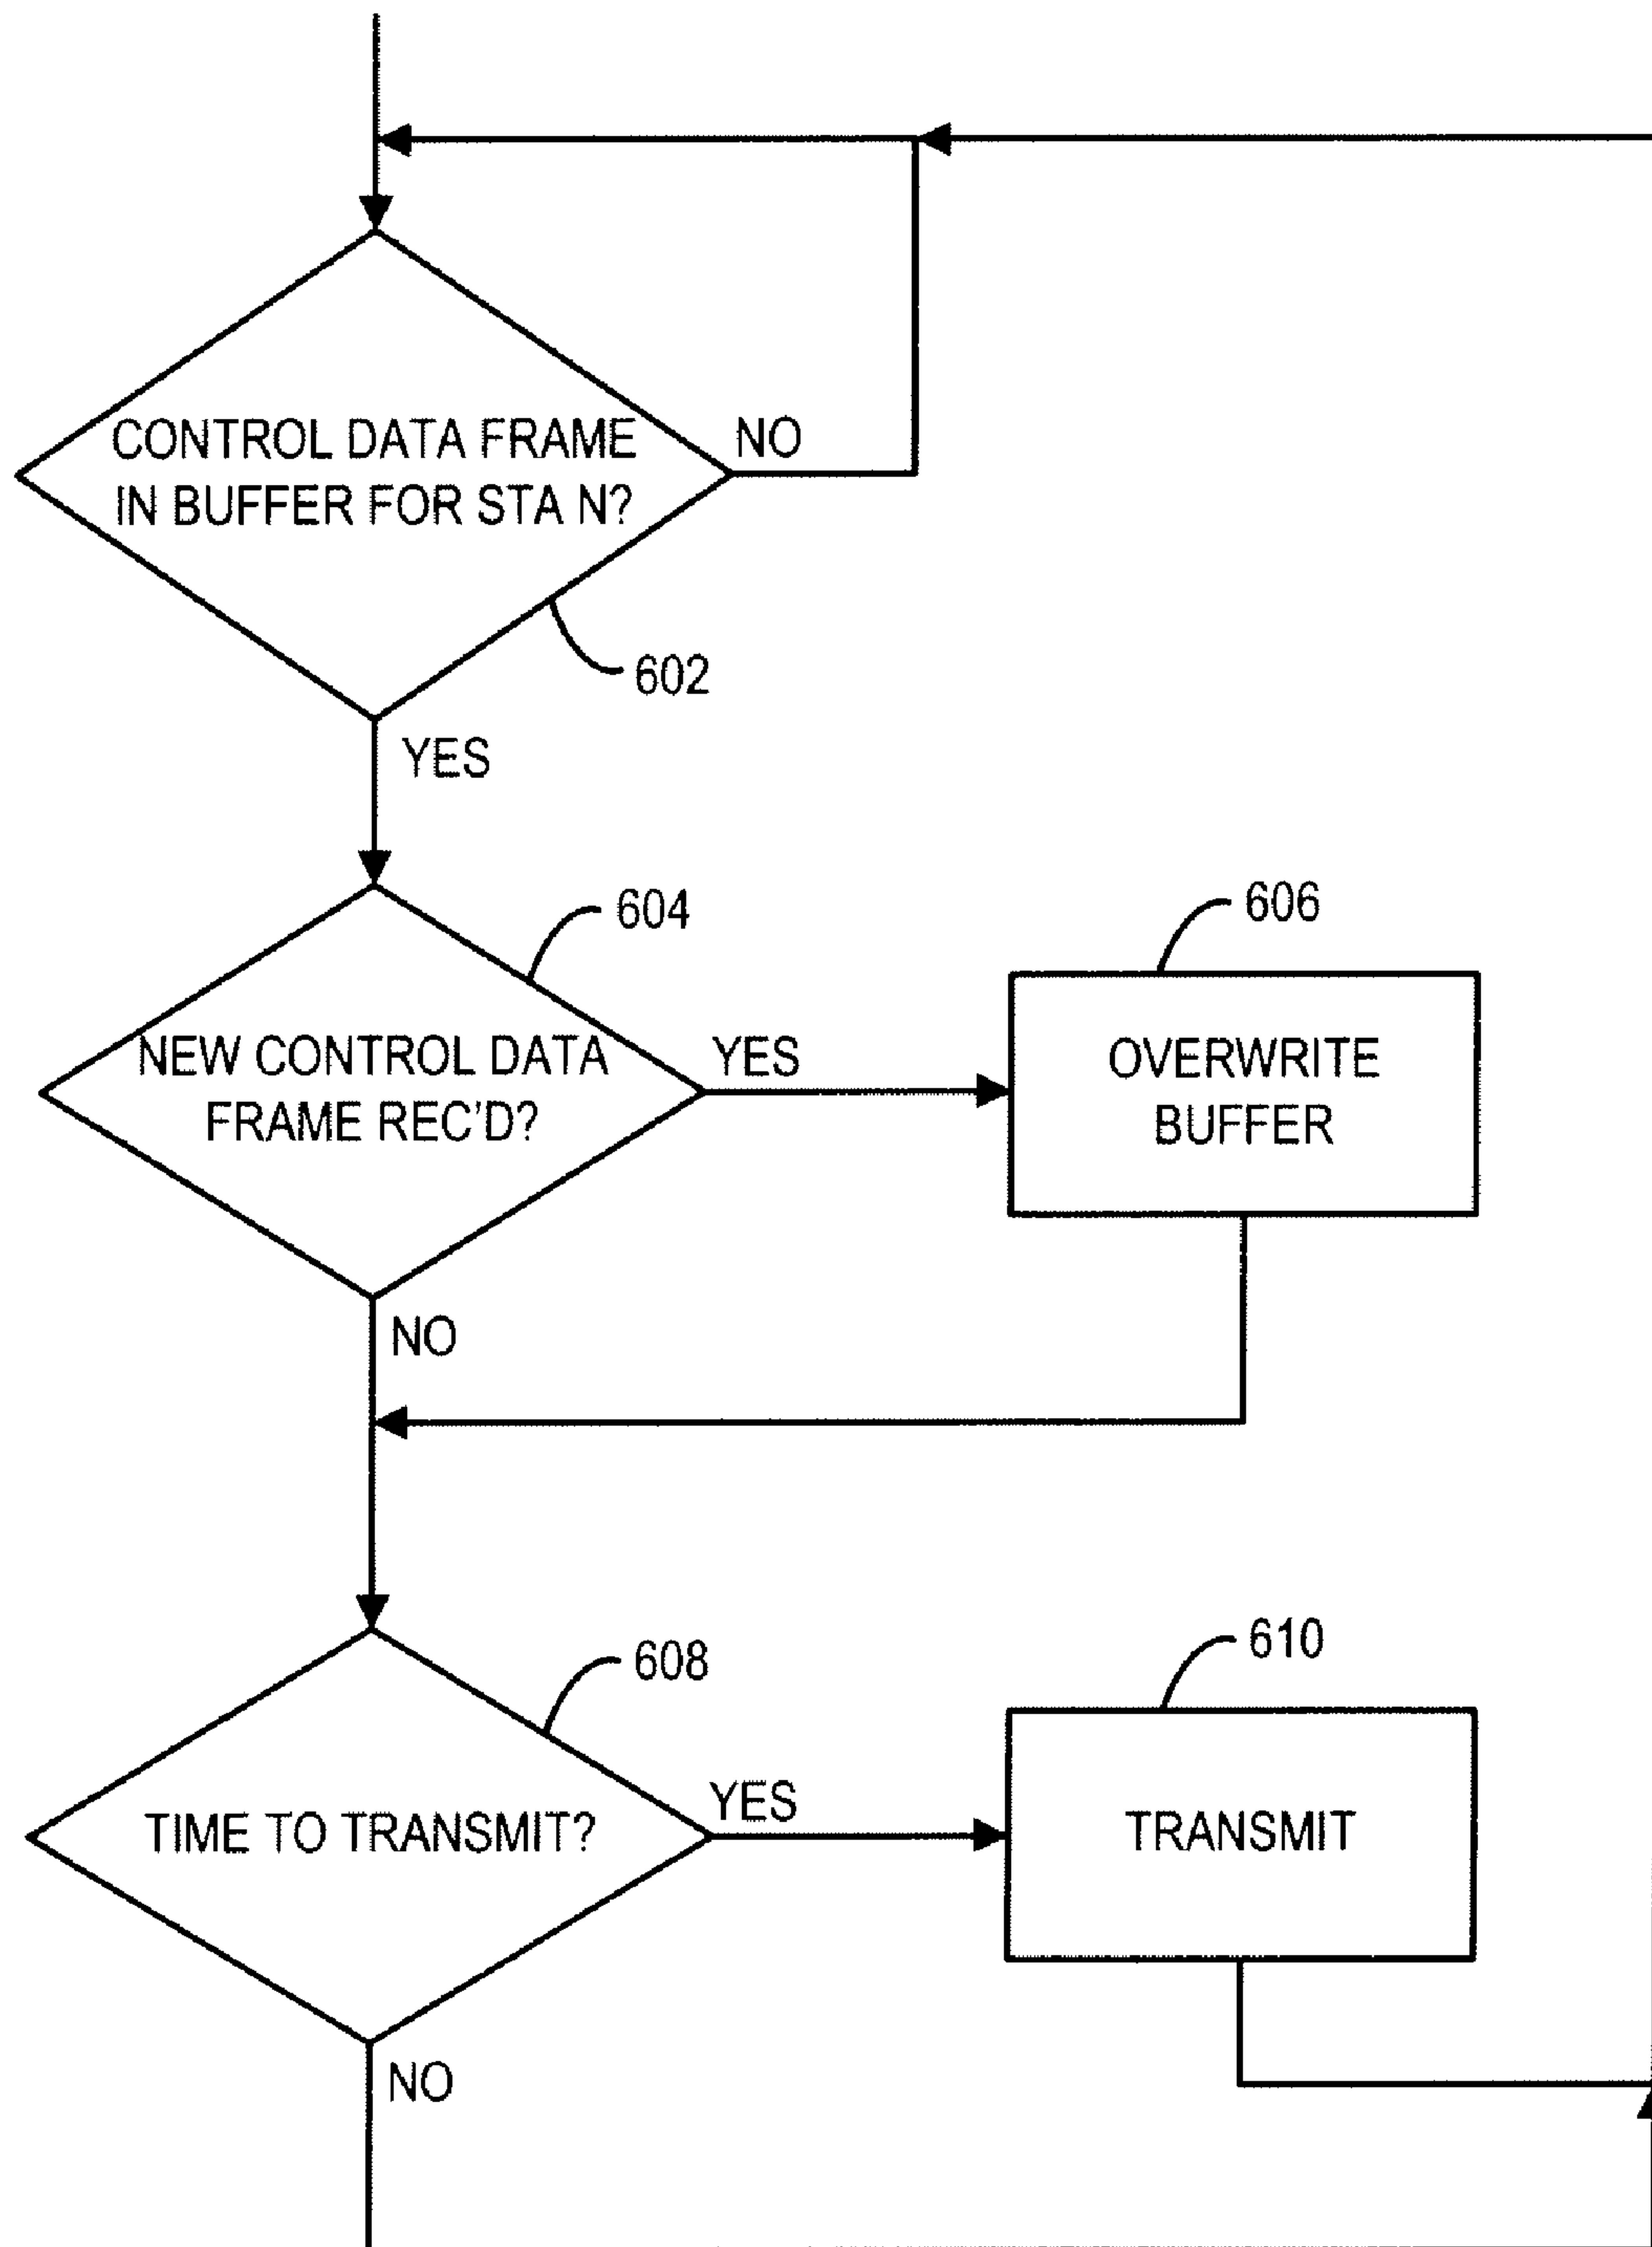 CONTROL DATA FRAME
IN BUFFER FOR STA N?
NO
602
YES
604
NEW CONTROL DATA
FRAME REC'D?
YES
606
OVERWRITE
BUFFER
NO
608
TIME TO TRANSMIT?
YES
610
TRANSMIT
NO